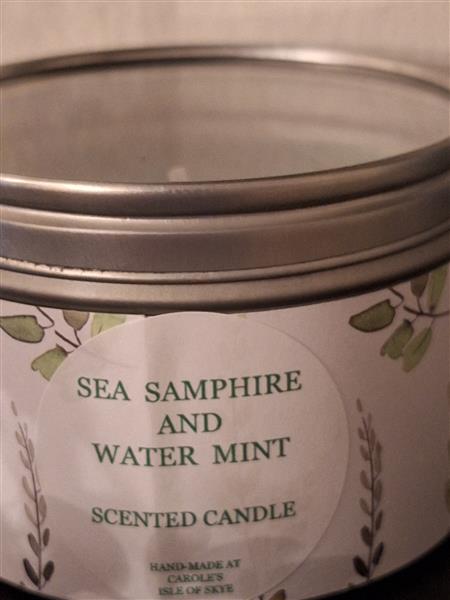 SEA SAMPHIRE
AND
WATER MINT
SCENTED CANDLE
HAND-MADE AT
CAROLE'S
ISLE OF SKYE